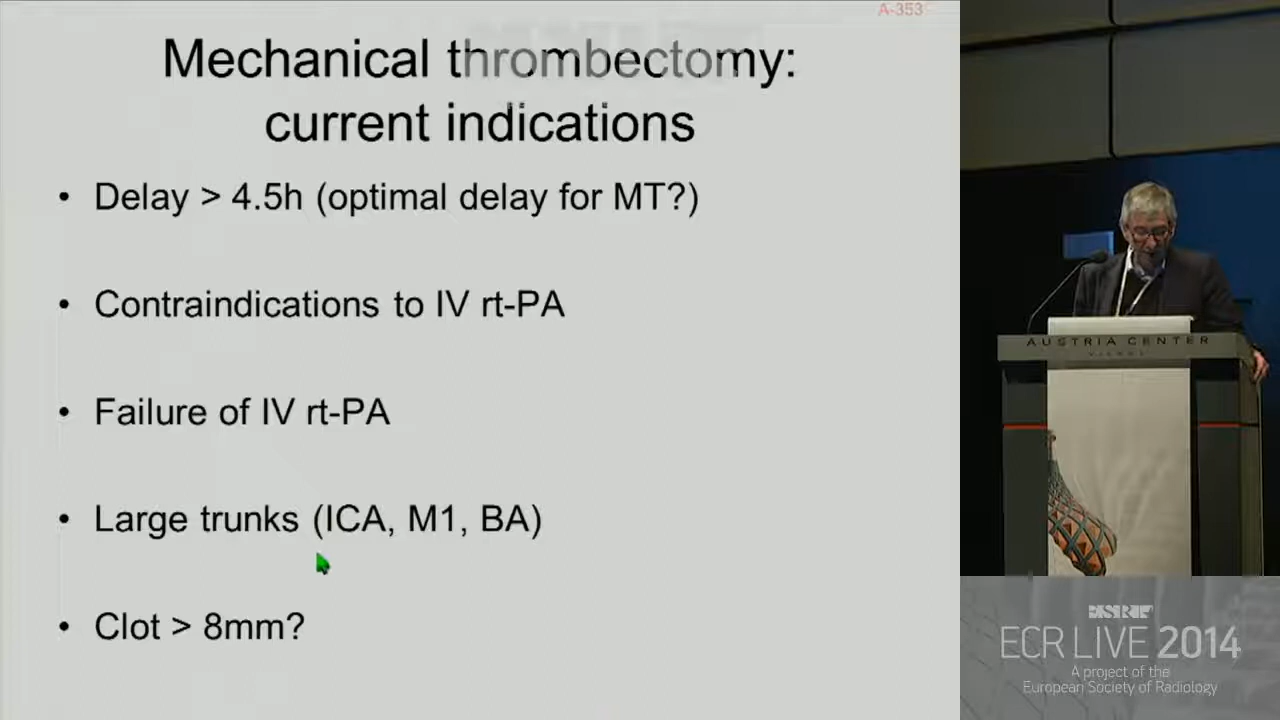 A-353
Mechanical thrombectomy:
current indications
• Delay > 4.5h (optimal delay for MT?)
• Contraindications to IV rt-PA
• Failure of IV rt-PA
• Large trunks (ICA, M1, BA)
• Clot > 8mm?
AUSTRIA CENTER
ECR LIVE 2014
A project of the
European Society of Radiology